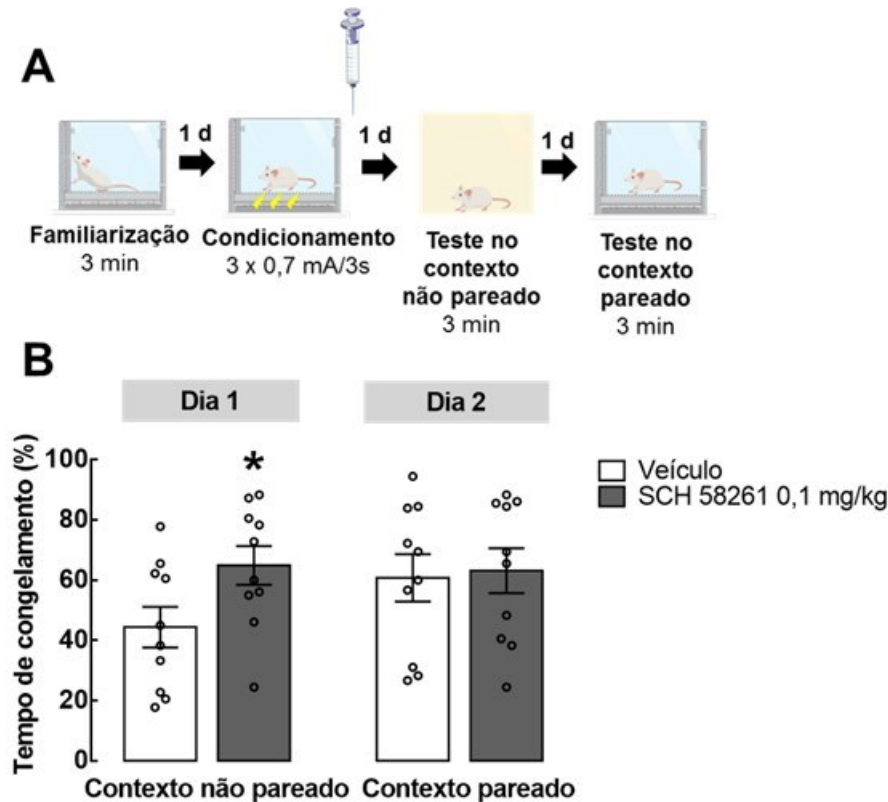 A
1 d
1 d
1 d
Familiarização
3 min
Condicionamento
3 x 0,7 mA/3s
Teste no
contexto
não pareado
3 min
Teste no
contexto
pareado
3 min
B
Dia 1
Dia 2
Tempo de congelamento (%)
100
80
60
40
20
0
*
Contexto não pareado
Contexto pareado
Veículo
SCH 58261 0,1 mg/kg